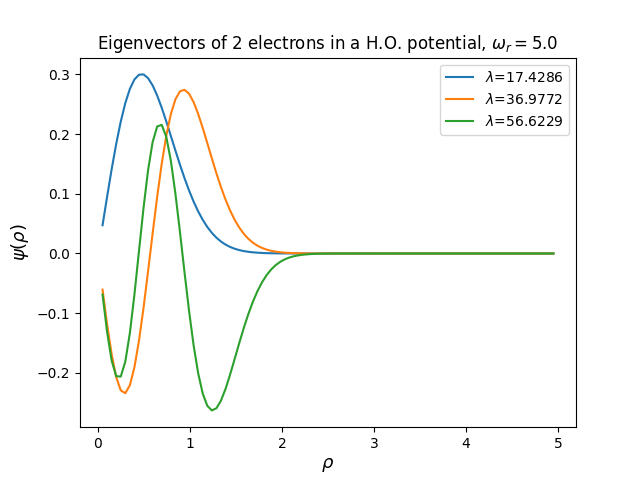 Eigenvectors of 2 electrons in a H.O. potential, ω_r = 5.0
λ=17.4286
λ=36.9772
λ=56.6229
0.3
0.2
0.1
0.0
−0.1
−0.2
ψ(ρ)
0 1 2 3 4 5
ρ